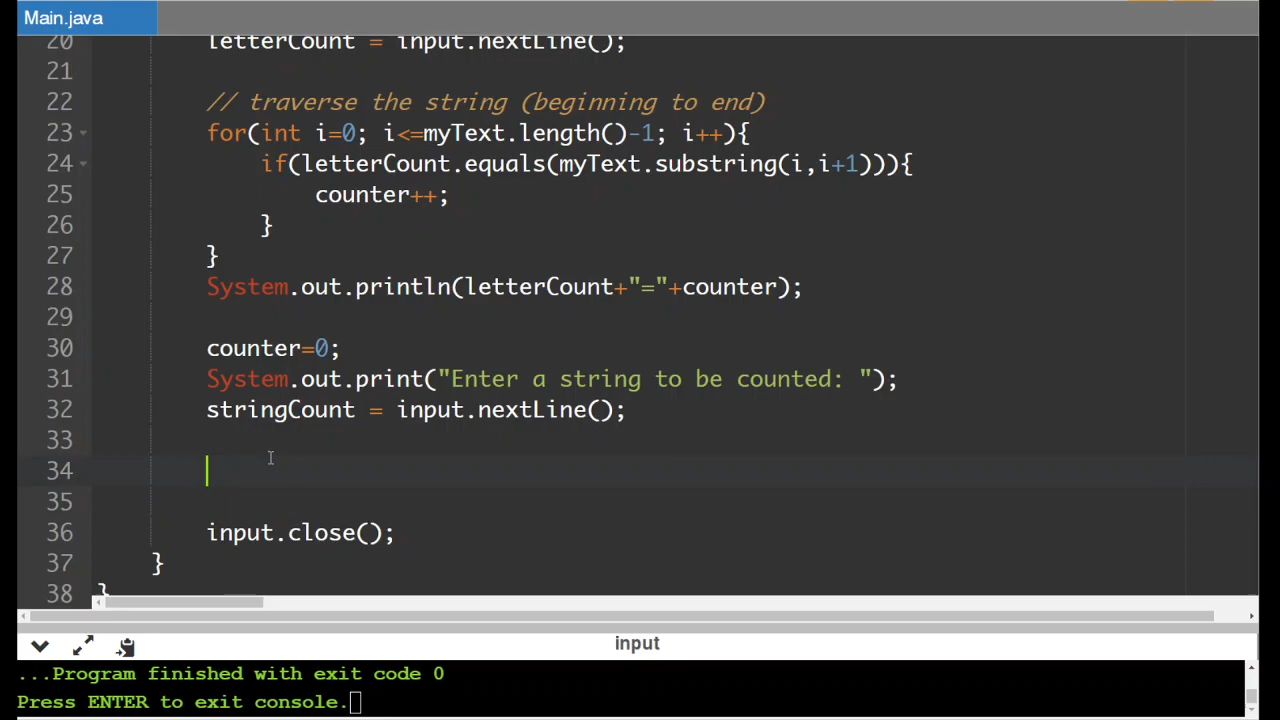 Main.java
20 letterCount = input.nextLine();
21
22 // traverse the string (beginning to end)
23 for(int i=0; i<=myText.length()-1; i++){
24 if(letterCount.equals(myText.substring(i,i+1))){
25 counter++;
26 }
27 }
28 System.out.println(letterCount+"="+counter);
29
30 counter=0;
31 System.out.print("Enter a string to be counted: ");
32 stringCount = input.nextLine();
33
34
35
36 input.close();
37 }
38 }
input
...Program finished with exit code 0
Press ENTER to exit console.